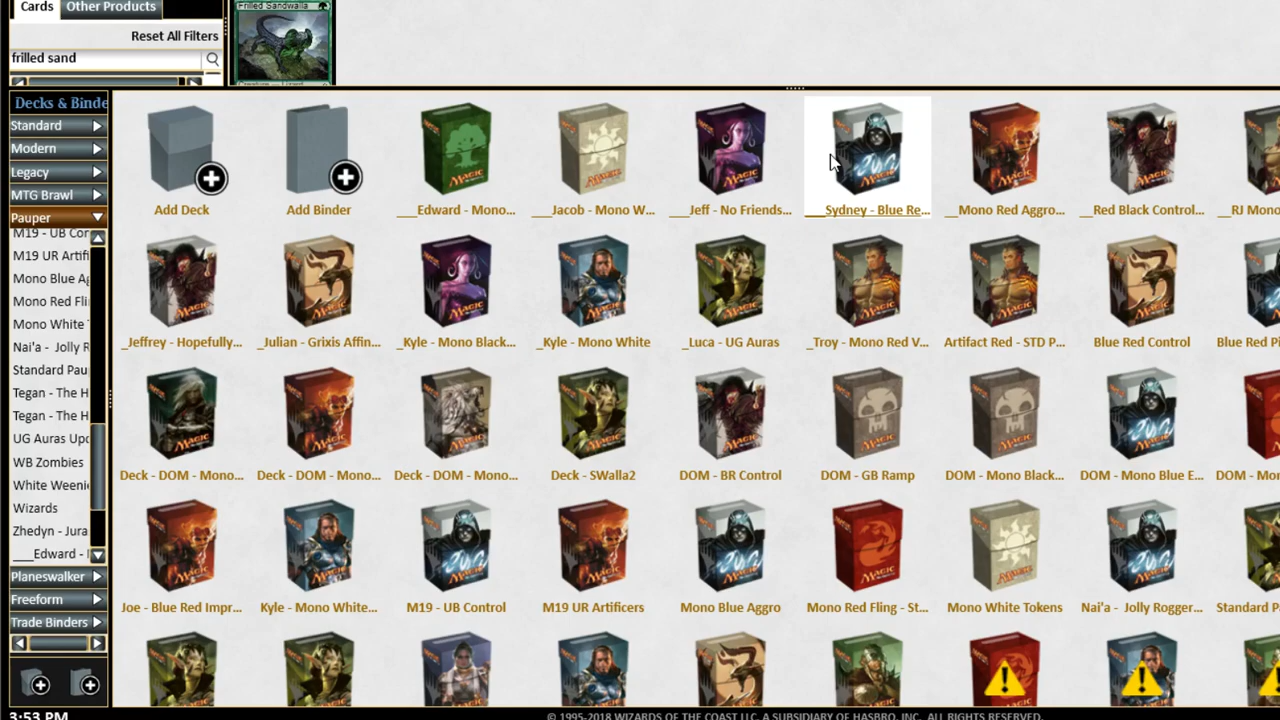 Cards Other Products
Frilled Sandwalla
Reset All Filters
frilled sand
Decks & Binde
Standard
Modern
Legacy
MTG Brawl
Pauper
M19 - UB Con
M19 UR Artifi
Mono Blue Ag
Mono Red Fli
Mono White
Nai'a - Jolly R
Standard Pau
Tegan - The H
Tegan - The H
UG Auras Upd
WB Zombies
White Weeni
Wizards
Zhedyn - Jura
___Edward -
Planeswalker
Freeform
Trade Binders
3:53 PM
Add Deck Add Binder ___Edward - Mono... ___Jacob - Mono W... ___Jeff - No Friends... ___Sydney - Blue Re... __Mono Red Aggro... __Red Black Control... __RJ Mono
_Jeffrey - Hopefully... _Julian - Grixis Affin... _Kyle - Mono Black... _Kyle - Mono White _Luca - UG Auras _Troy - Mono Red V... Artifact Red - STD P... Blue Red Control Blue Red Pi
Deck - DOM - Mono... Deck - DOM - Mono... Deck - DOM - Mono... Deck - SWalla2 DOM - BR Control DOM - GB Ramp DOM - Mono Black... DOM - Mono Blue E... DOM - Mon
Joe - Blue Red Impr... Kyle - Mono White... M19 - UB Control M19 UR Artificers Mono Blue Aggro Mono Red Fling - St... Mono White Tokens Nai'a - Jolly Rogger... Standard P
© 1995-2018 WIZARDS OF THE COAST LLC, A SUBSIDIARY OF HASBRO, INC. ALL RIGHTS RESERVED.